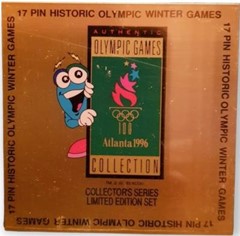 17 PIN HISTORIC OLYMPIC WINTER GAMES
AUTHENTIC
OLYMPIC GAMES
100
Atlanta 1996
COLLECTION
COLLECTOR'S SERIES
LIMITED EDITION SET
17 PIN HISTORIC OLYMPIC WINTER GAMES
17 PIN HISTORIC OLYMPIC WINTER GAMES
17 PIN HISTORIC OLYMPIC WINTER GAMES